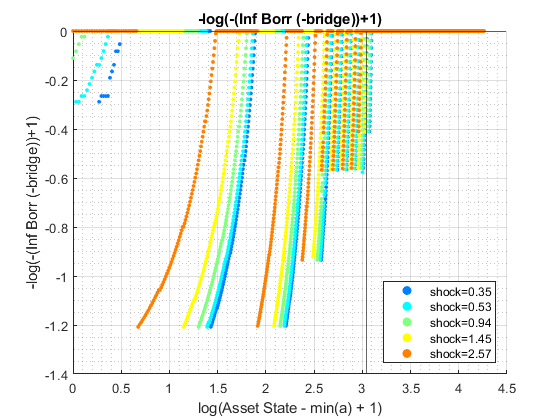 -log(-(Inf Borr (-bridge))+1)
-log(-(Inf Borr (-bridge))+1)
0
-0.2
-0.4
-0.6
-0.8
-1
-1.2
-1.4
shock=0.35
shock=0.53
shock=0.94
shock=1.45
shock=2.57
0 0.5 1 1.5 2 2.5 3 3.5 4 4.5
log(Asset State - min(a) + 1)